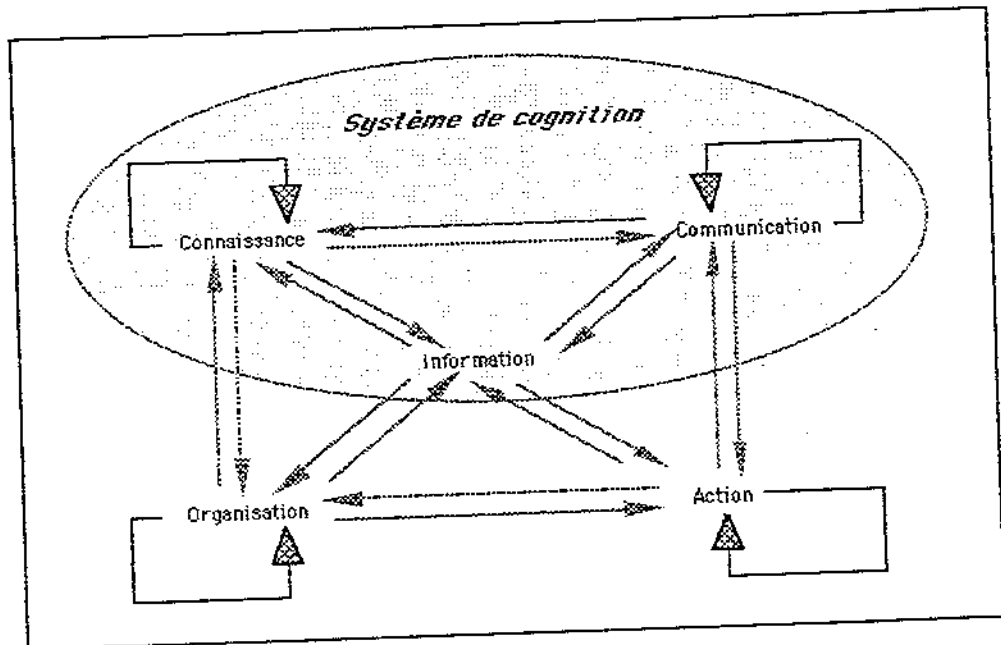 Système de cognition
Connaissance
Communication
Information
Organisation
Action